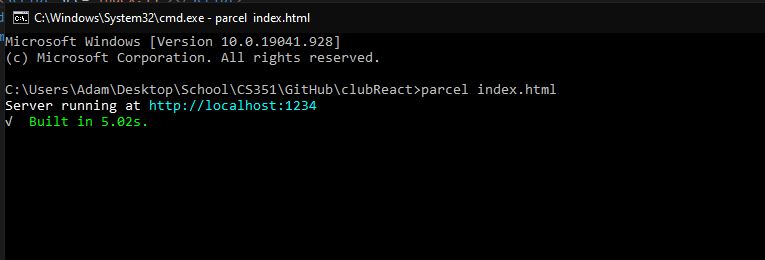 C:\Windows\System32\cmd.exe - parcel  index.html
Microsoft Windows [Version 10.0.19041.928]
(c) Microsoft Corporation. All rights reserved.
C:\Users\Adam\Desktop\School\CS351\GitHub\clubReact>parcel index.html
Server running at http://localhost:1234
√  Built in 5.02s.